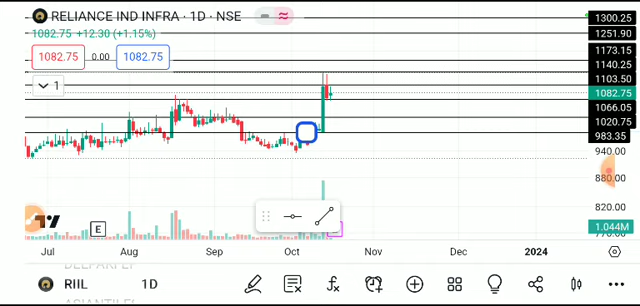 RELIANCE IND INFRA · 1D · NSE
1082.75 +12.30 (+1.15%)
1082.75 0.00 1082.75
1
1300.25
1251.90
1173.15
1140.25
1103.50
1082.75
1066.05
1020.75
983.35
940.00
880.00
820.00
1.044M
E
Jul Aug Sep Oct Nov Dec 2024
RIIL 1D